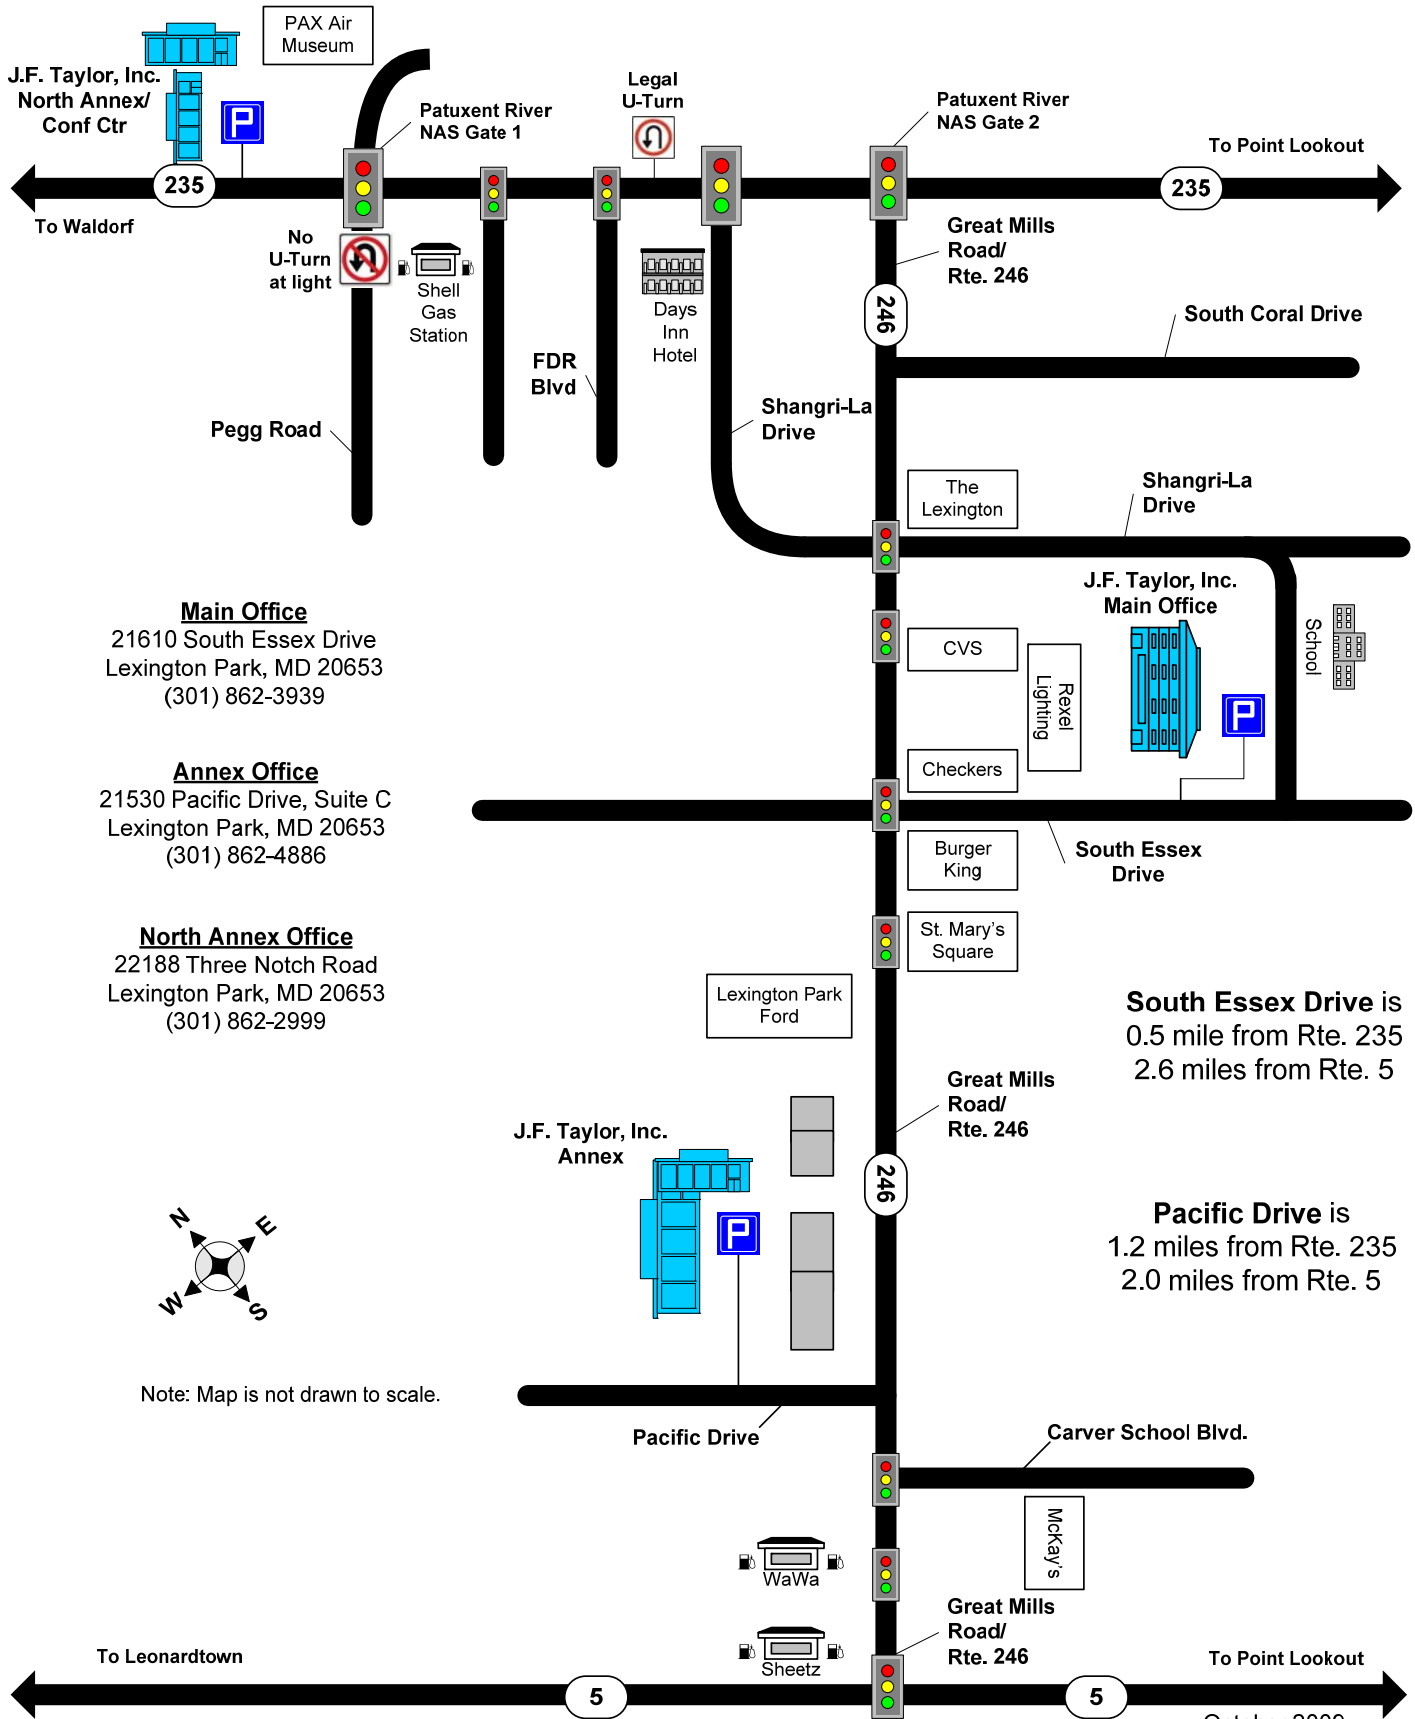 PAX Air
Museum
J.F. Taylor, Inc.
North Annex/
Conf Ctr
P
Patuxent River
NAS Gate 1
Legal
U-Turn
Patuxent River
NAS Gate 2
To Point Lookout
235
235
To Waldorf
No
U-Turn
at light
Shell
Gas
Station
Days
Inn
Hotel
Great Mills
Road/
Rte. 246
246
South Coral Drive
FDR
Blvd
Pegg Road
Shangri-La
Drive
The
Lexington
Shangri-La
Drive
J.F. Taylor, Inc.
Main Office
School
Main Office
21610 South Essex Drive
Lexington Park, MD 20653
(301) 862-3939
CVS
Rexel
Lighting
P
Checkers
Annex Office
21530 Pacific Drive, Suite C
Lexington Park, MD 20653
(301) 862-4886
Burger
King
South Essex
Drive
St. Mary's
Square
North Annex Office
22188 Three Notch Road
Lexington Park, MD 20653
(301) 862-2999
Lexington Park
Ford
South Essex Drive is
0.5 mile from Rte. 235
2.6 miles from Rte. 5
Great Mills
Road/
Rte. 246
J.F. Taylor, Inc.
Annex
246
P
N
E
W
S
Pacific Drive is
1.2 miles from Rte. 235
2.0 miles from Rte. 5
Note: Map is not drawn to scale.
Pacific Drive
Carver School Blvd.
McKay's
WaWa
Great Mills
Road/
Rte. 246
Sheetz
To Leonardtown
To Point Lookout
5
5
October 2009